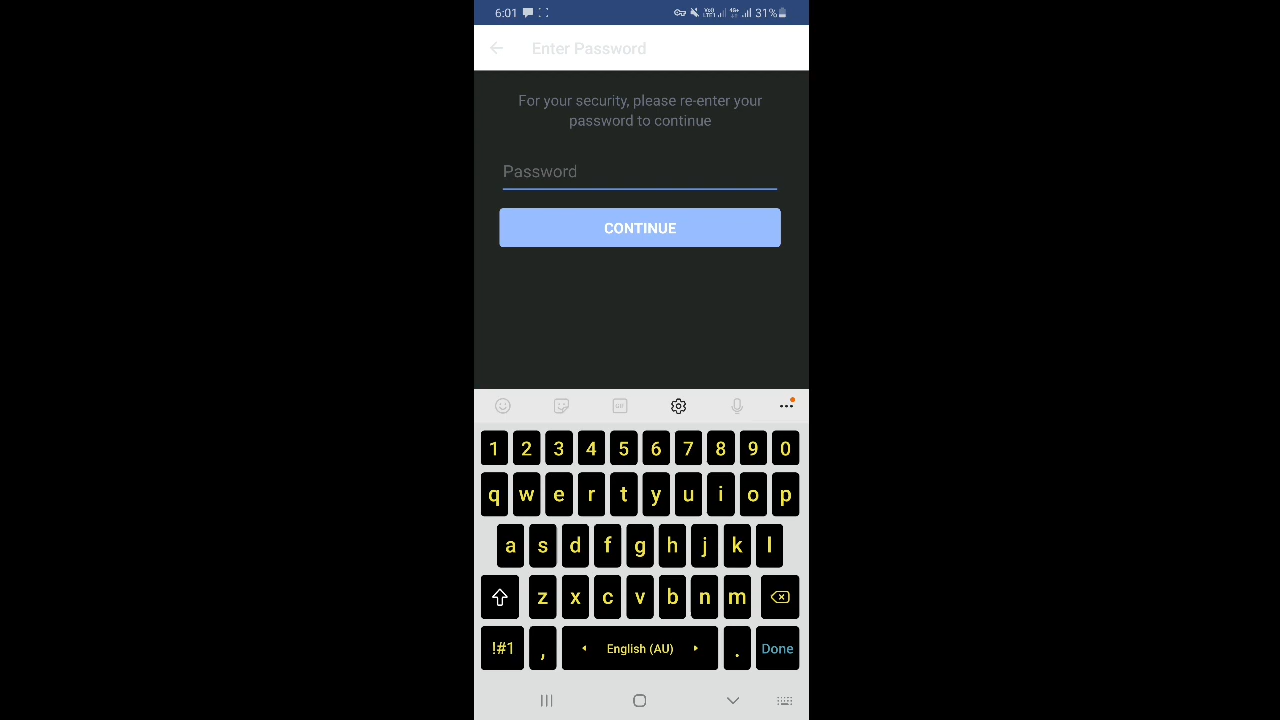 6:01 31%
Enter Password
For your security, please re-enter your
password to continue
Password
CONTINUE
GIF
1 2 3 4 5 6 7 8 9 0
q w e r t y u i o p
a s d f g h j k l
z x c v b n m
!#1 , English (AU) . Done